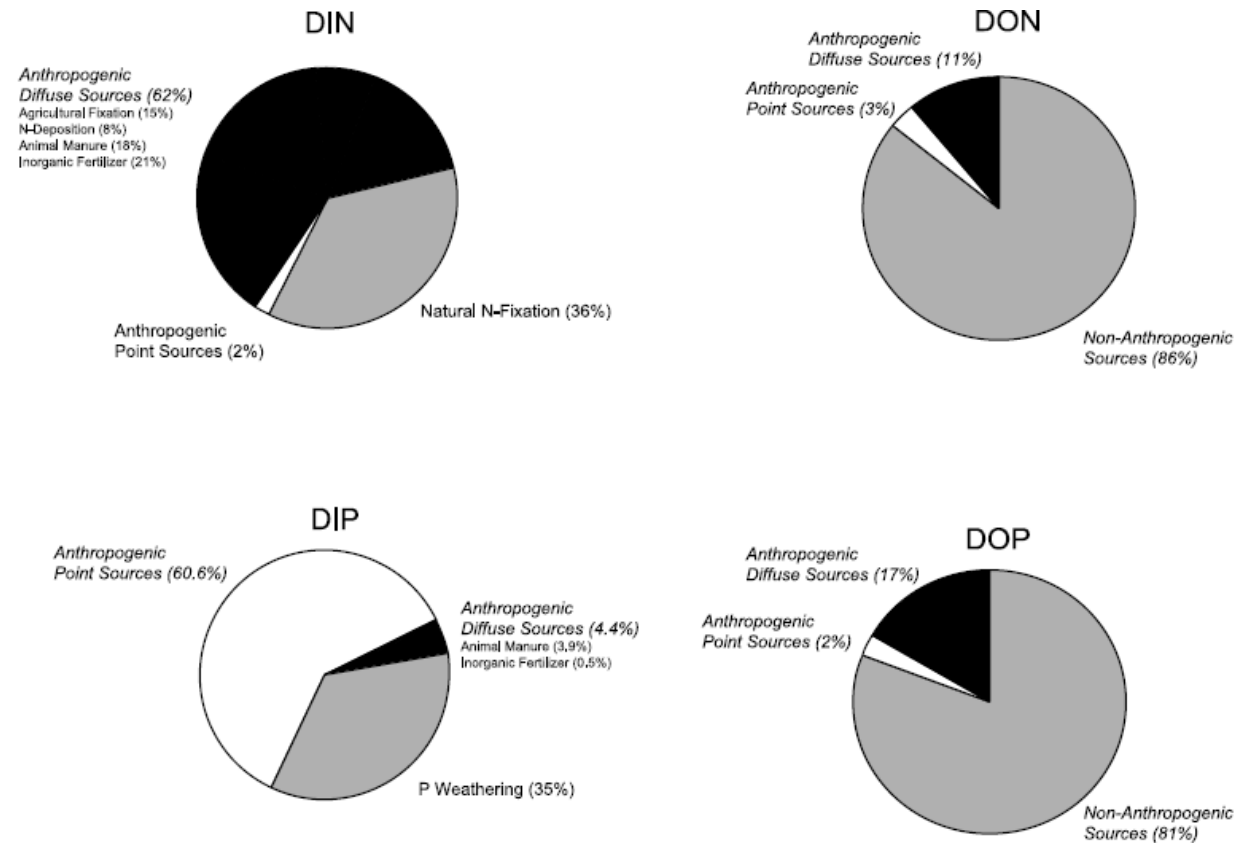 DIN
Anthropogenic
Diffuse Sources (62%)
Agricultural Fixation (15%)
N-Deposition (8%)
Animal Manure (18%)
Inorganic Fertilizer (21%)
Natural N-Fixation (36%)
Anthropogenic
Point Sources (2%)
DON
Anthropogenic
Diffuse Sources (11%)
Anthropogenic
Point Sources (3%)
Non-Anthropogenic
Sources (86%)
DIP
Anthropogenic
Point Sources (60.6%)
Anthropogenic
Diffuse Sources (4.4%)
Animal Manure (3.9%)
Inorganic Fertilizer (0.5%)
P Weathering (35%)
DOP
Anthropogenic
Diffuse Sources (17%)
Anthropogenic
Point Sources (2%)
Non-Anthropogenic
Sources (81%)